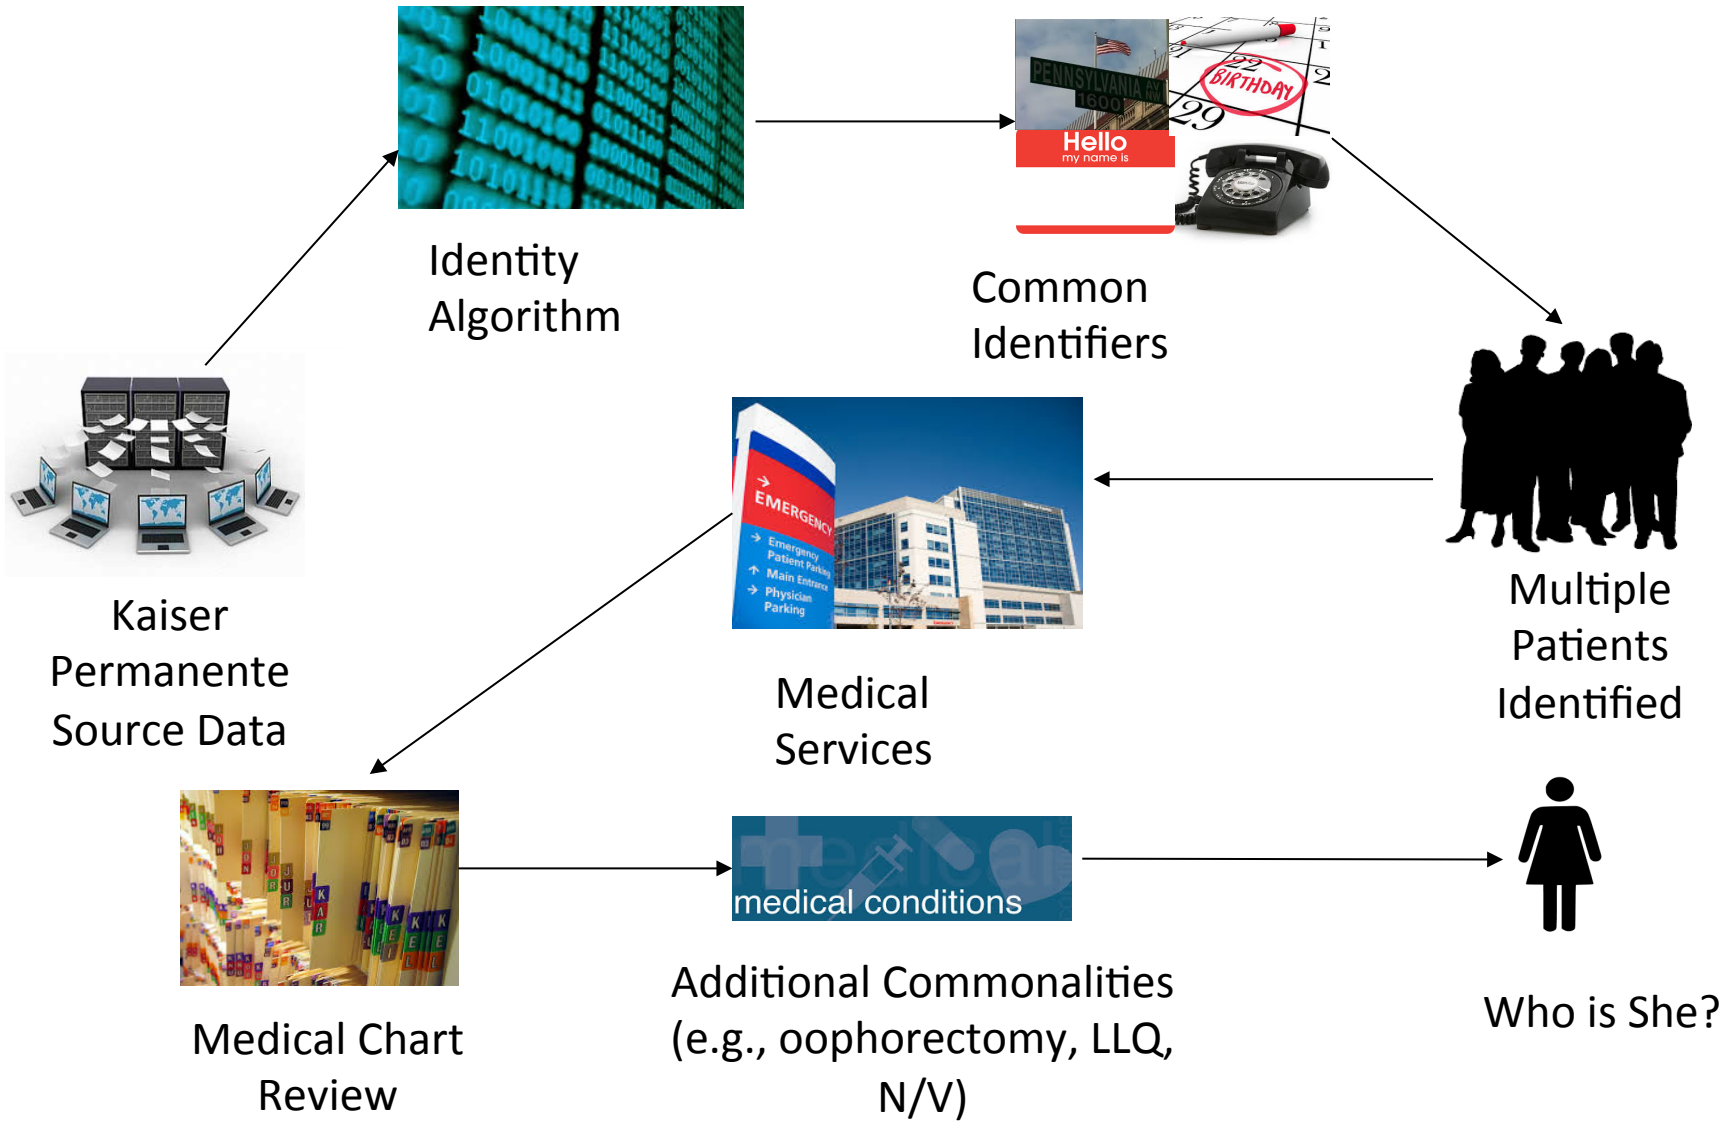 Identity
Algorithm
PENNSYLVANIA AV NW
1600
22
BIRTHDAY
29
Hello
my name is
Common
Identifiers
Kaiser
Permanente
Source Data
EMERGENCY
Emergency
Patient Parking
Main Entrance
Physician
Parking
Medical
Services
Multiple
Patients
Identified
Medical Chart
Review
medical
medical conditions
Additional Commonalities
(e.g., oophorectomy, LLQ,
N/V)
Who is She?